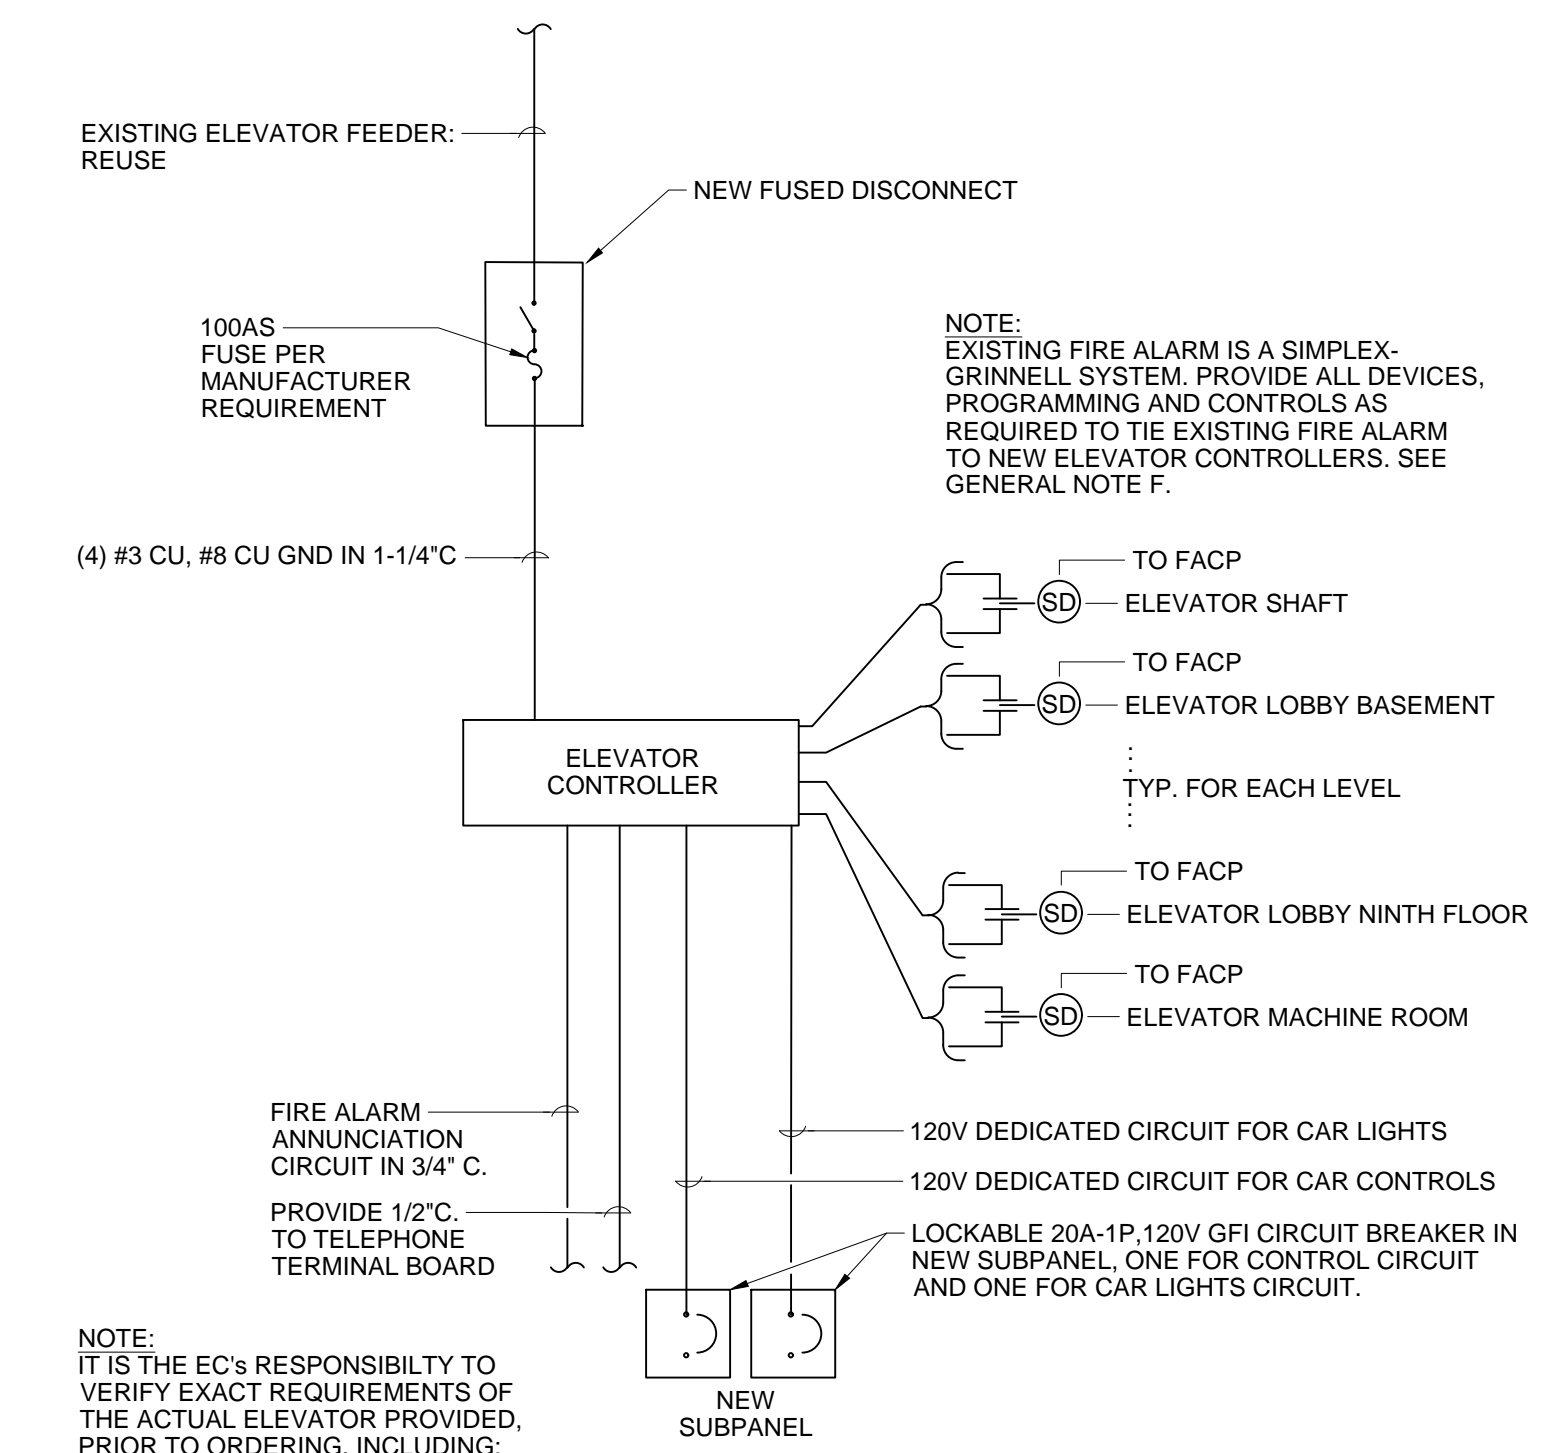 EXISTING ELEVATOR FEEDER:
REUSE
NEW FUSED DISCONNECT
100AS
FUSE PER
MANUFACTURER
REQUIREMENT
NOTE:
EXISTING FIRE ALARM IS A SIMPLEX-
GRINNELL SYSTEM. PROVIDE ALL DEVICES,
PROGRAMMING AND CONTROLS AS
REQUIRED TO TIE EXISTING FIRE ALARM
TO NEW ELEVATOR CONTROLLERS. SEE
GENERAL NOTE F.
(4) #3 CU, #8 CU GND IN 1-1/4"C
TO FACP
SD ELEVATOR SHAFT
TO FACP
SD ELEVATOR LOBBY BASEMENT
TYP. FOR EACH LEVEL
ELEVATOR
CONTROLLER
TO FACP
SD ELEVATOR LOBBY NINTH FLOOR
TO FACP
SD ELEVATOR MACHINE ROOM
FIRE ALARM
ANNUNCIATION
CIRCUIT IN 3/4" C.
PROVIDE 1/2"C.
TO TELEPHONE
TERMINAL BOARD
120V DEDICATED CIRCUIT FOR CAR LIGHTS
120V DEDICATED CIRCUIT FOR CAR CONTROLS
LOCKABLE 20A-1P,120V GFI CIRCUIT BREAKER IN
NEW SUBPANEL, ONE FOR CONTROL CIRCUIT
AND ONE FOR CAR LIGHTS CIRCUIT.
NEW
SUBPANEL
NOTE:
IT IS THE EC's RESPONSIBILTY TO
VERIFY EXACT REQUIREMENTS OF
THE ACTUAL ELEVATOR PROVIDED,
PRIOR TO ORDERING, INCLUDING: